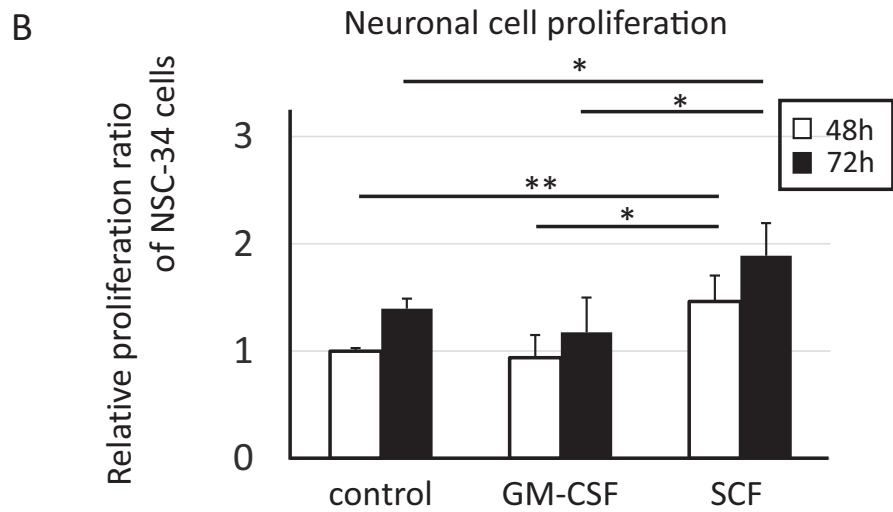 B
Neuronal cell proliferation
Relative proliferation ratio
of NSC-34 cells
*
*
48h
72h
**
*
3
2
1
0
control
GM-CSF
SCF